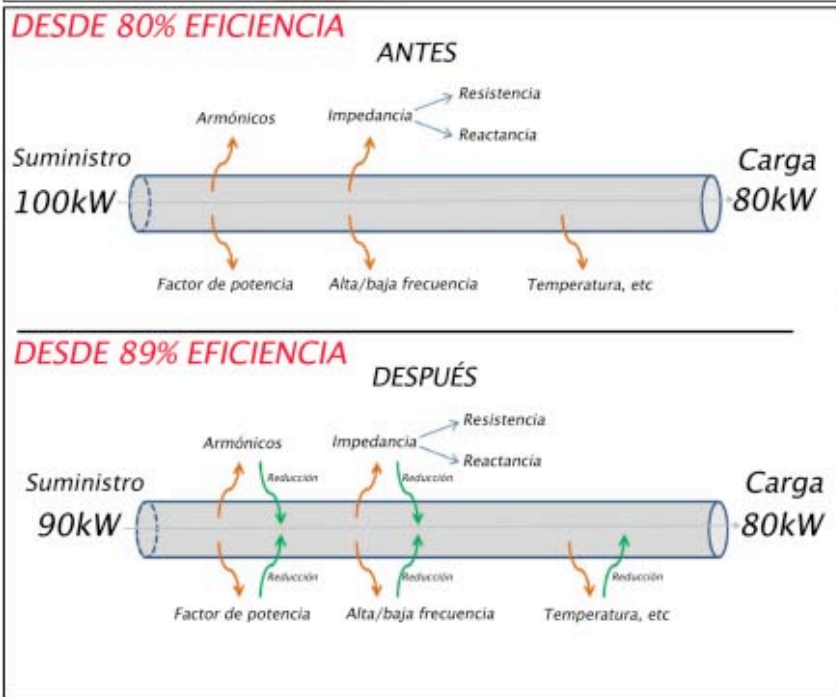 DESDE 80% EFICIENCIA
ANTES
Resistencia
Armónicos
Impedancia
Reactancia
Suministro
Carga
100kW
80kW
Factor de potencia
Alta/baja frecuencia
Temperatura, etc
DESDE 89% EFICIENCIA
DESPUÉS
Resistencia
Armónicos
Impedancia
Reactancia
Reducción
Reducción
Suministro
Carga
90kW
80kW
Reducción
Reducción
Reducción
Factor de potencia
Alta/baja frecuencia
Temperatura, etc